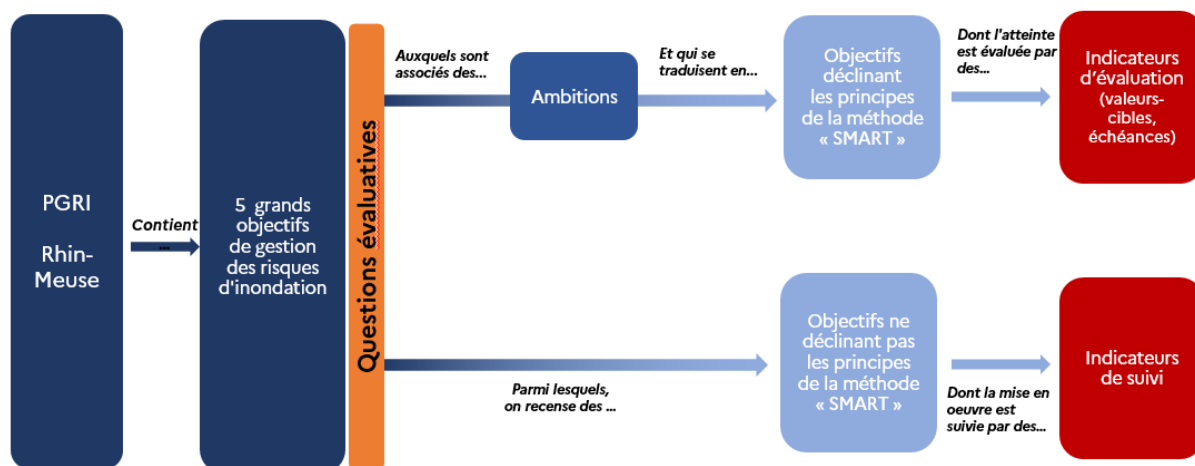 PGRI
Rhin-
Meuse
Contient
...
5 grands
objectifs
de gestion
des risques
d'inondation
Questions évaluatives
Auxquels sont
associés des...
Ambitions
Et qui se
traduisent en...
Objectifs
déclinant
les principes
de la méthode
« SMART »
Dont l'atteinte
est évaluée par
des...
Indicateurs
d'évaluation
(valeurs-
cibles,
échéances)
Parmi lesquels,
on recense des ...
Objectifs ne
déclinant pas
les principes
de la méthode
« SMART »
Dont la mise en
oeuvre est
suivie par des...
Indicateurs
de suivi